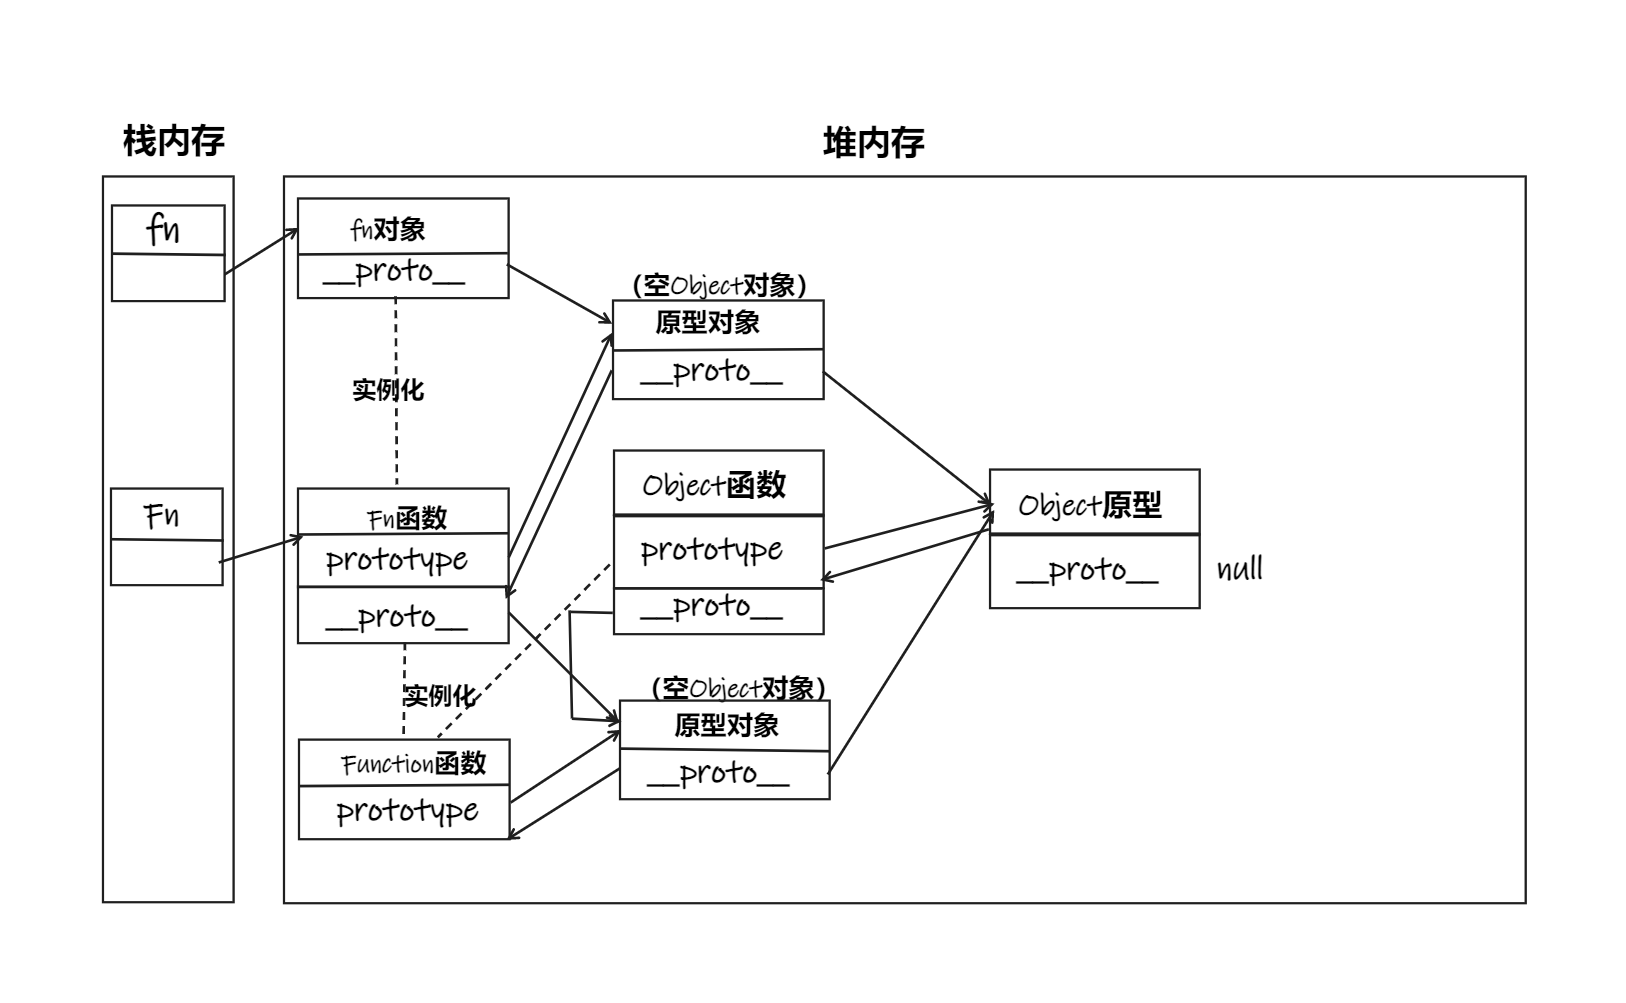 栈内存
堆内存
fn
fn对象
__proto__
(空Object对象)
原型对象
__proto__
实例化
Fn
Fn函数
prototype
__proto__
Object函数
prototype
__proto__
Object原型
__proto__
null
实例化
(空Object对象)
原型对象
__proto__
Function函数
prototype